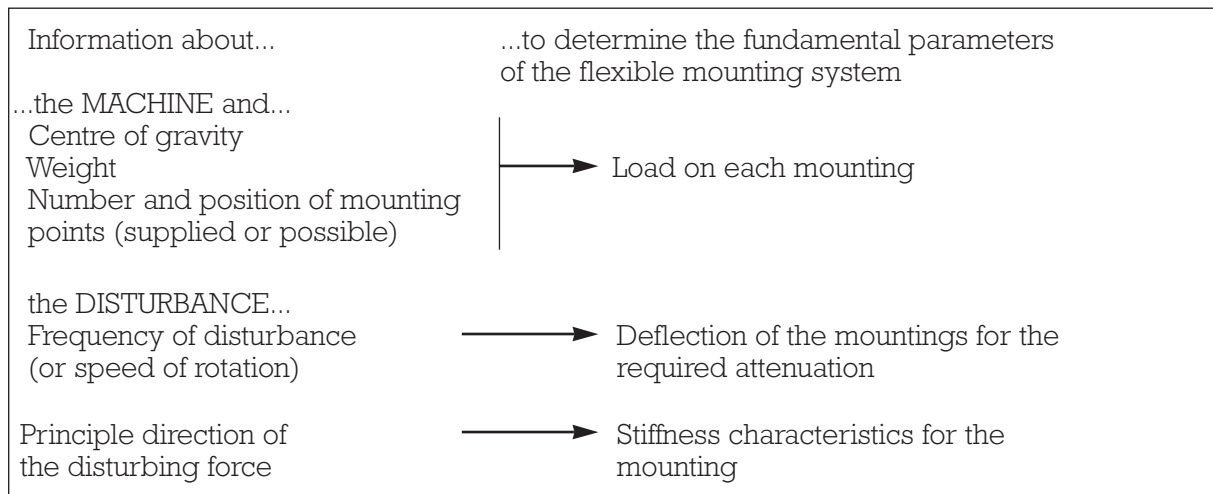 Information about...
...to determine the fundamental parameters
of the flexible mounting system
...the MACHINE and...
Centre of gravity
Weight
Number and position of mounting
points (supplied or possible)
Load on each mounting
the DISTURBANCE...
Frequency of disturbance
(or speed of rotation)
Deflection of the mountings for the
required attenuation
Principle direction of
the disturbing force
Stiffness characteristics for the
mounting